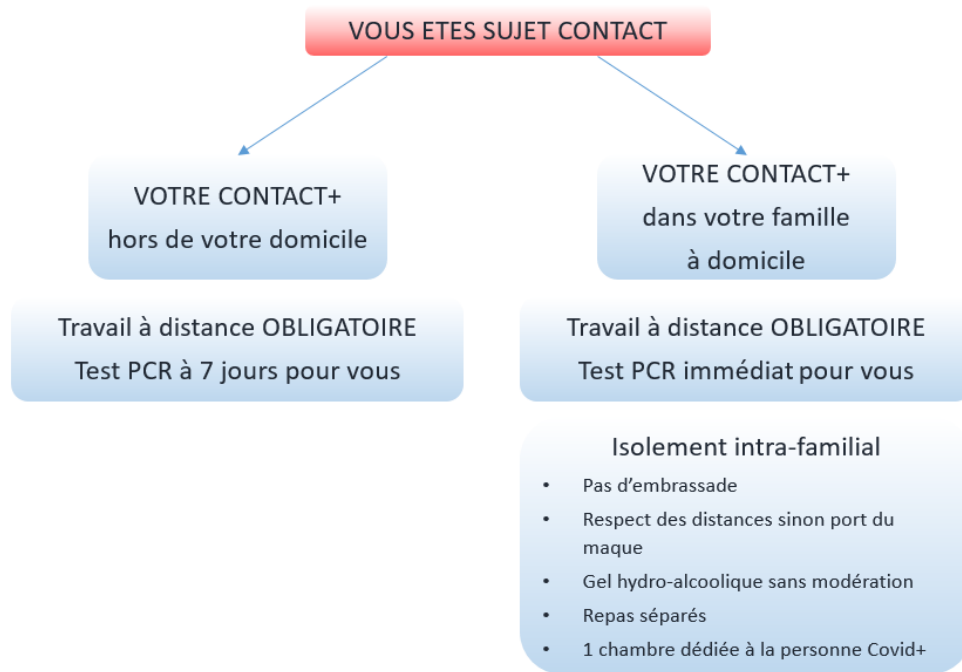 VOUS ETES SUJET CONTACT
VOTRE CONTACT+
hors de votre domicile
Travail à distance OBLIGATOIRE
Test PCR à 7 jours pour vous
VOTRE CONTACT+
dans votre famille
à domicile
Travail à distance OBLIGATOIRE
Test PCR immédiat pour vous
Isolement intra-familial
• Pas d’embrassade
• Respect des distances sinon port du
maque
• Gel hydro-alcoolique sans modération
• Repas séparés
• 1 chambre dédiée à la personne Covid+